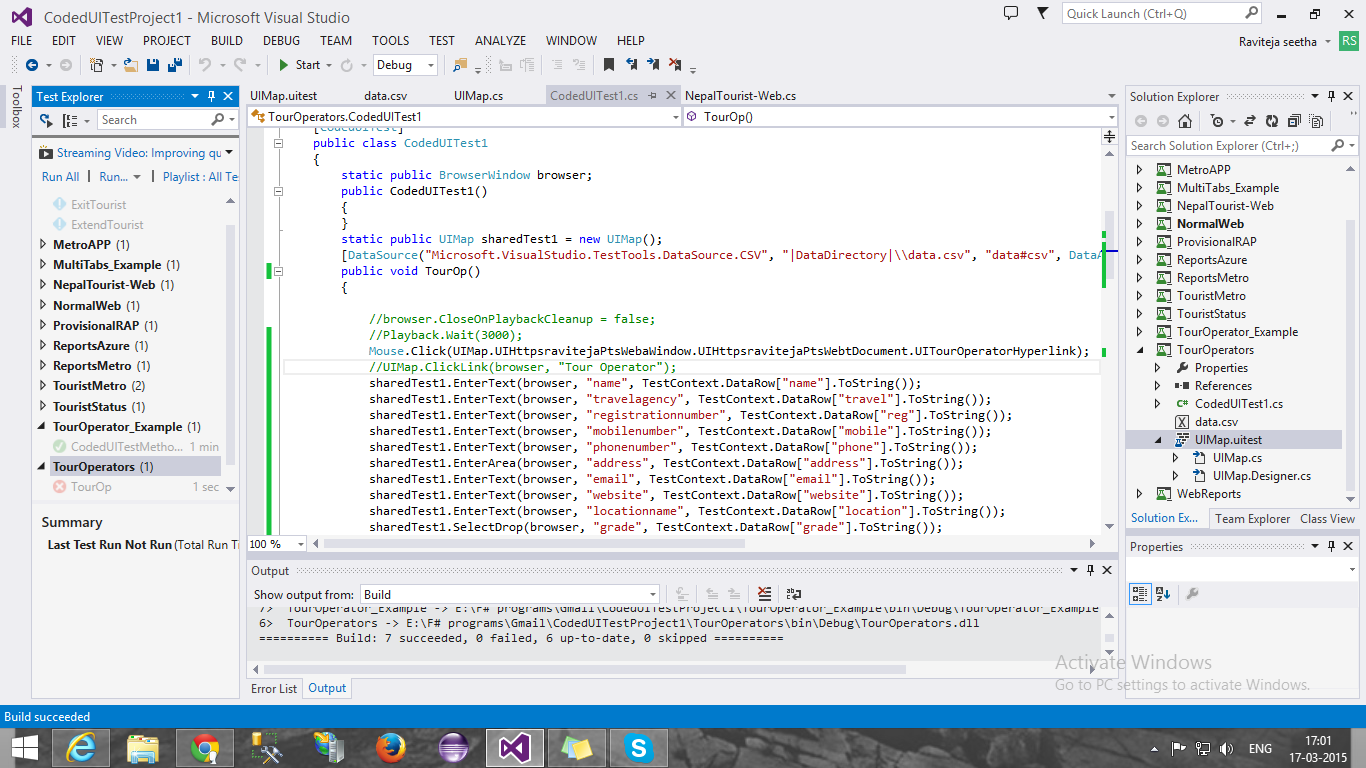 CodedUITestProject1 - Microsoft Visual Studio
Quick Launch (Ctrl+Q)
FILE EDIT VIEW PROJECT BUILD DEBUG TEAM TOOLS TEST ANALYZE WINDOW HELP
Raviteja seetha RS
Start Debug
Toolbox
Test Explorer
Search
Streaming Video: Improving qu
Run All | Run... | Playlist : All Te
ExitTourist
ExtendTourist
MetroAPP (1)
MultiTabs_Example (1)
NepalTourist-Web (1)
NormalWeb (1)
ProvisionalRAP (1)
ReportsAzure (1)
ReportsMetro (1)
TouristMetro (2)
TouristStatus (1)
TourOperator_Example (1)
CodedUITestMetho... 1 min
TourOperators (1)
TourOp 1 sec
Summary
Last Test Run Not Run (Total Run Ti
UIMap.uitest data.csv UIMap.cs CodedUITest1.cs NepalTourist-Web.cs
TourOperators.CodedUITest1 TourOp()
[CodedUITest]
public class CodedUITest1
{
static public BrowserWindow browser;
public CodedUITest1()
{
}
static public UIMap sharedTest1 = new UIMap();
[DataSource("Microsoft.VisualStudio.TestTools.DataSource.CSV", "|DataDirectory|\\data.csv", "data#csv", DataA
public void TourOp()
{
//browser.CloseOnPlaybackCleanup = false;
//Playback.Wait(3000);
Mouse.Click(UIMap.UIHttpsravitejaPtsWebaWindow.UIHttpsravitejaPtsWebtDocument.UITourOperatorHyperlink);
//UIMap.ClickLink(browser, "Tour Operator");
sharedTest1.EnterText(browser, "name", TestContext.DataRow["name"].ToString());
sharedTest1.EnterText(browser, "travelagency", TestContext.DataRow["travel"].ToString());
sharedTest1.EnterText(browser, "registrationnumber", TestContext.DataRow["reg"].ToString());
sharedTest1.EnterText(browser, "mobilenumber", TestContext.DataRow["mobile"].ToString());
sharedTest1.EnterText(browser, "phonenumber", TestContext.DataRow["phone"].ToString());
sharedTest1.EnterArea(browser, "address", TestContext.DataRow["address"].ToString());
sharedTest1.EnterText(browser, "email", TestContext.DataRow["email"].ToString());
sharedTest1.EnterText(browser, "website", TestContext.DataRow["website"].ToString());
sharedTest1.EnterText(browser, "locationname", TestContext.DataRow["location"].ToString());
sharedTest1.SelectDrop(browser, "grade", TestContext.DataRow["grade"].ToString());
100 %
Output
Show output from: Build
7> TourOperator_Example -> E:\F# programs\Gmail\CodedUITestProject1\TourOperator_Example\bin\Debug\TourOperator_Example
6> TourOperators -> E:\F# programs\Gmail\CodedUITestProject1\TourOperators\bin\Debug\TourOperators.dll
========== Build: 7 succeeded, 0 failed, 6 up-to-date, 0 skipped ==========
Error List Output
Solution Explorer
Search Solution Explorer (Ctrl+;)
MetroAPP
MultiTabs_Example
NepalTourist-Web
NormalWeb
ProvisionalRAP
ReportsAzure
ReportsMetro
TouristMetro
TouristStatus
TourOperator_Example
TourOperators
Properties
References
CodedUITest1.cs
data.csv
UIMap.uitest
UIMap.cs
UIMap.Designer.cs
WebReports
Solution Ex... Team Explorer Class View
Properties
Activate Windows
Go to PC settings to activate Windows.
Build succeeded
ENG
17:01
17-03-2015